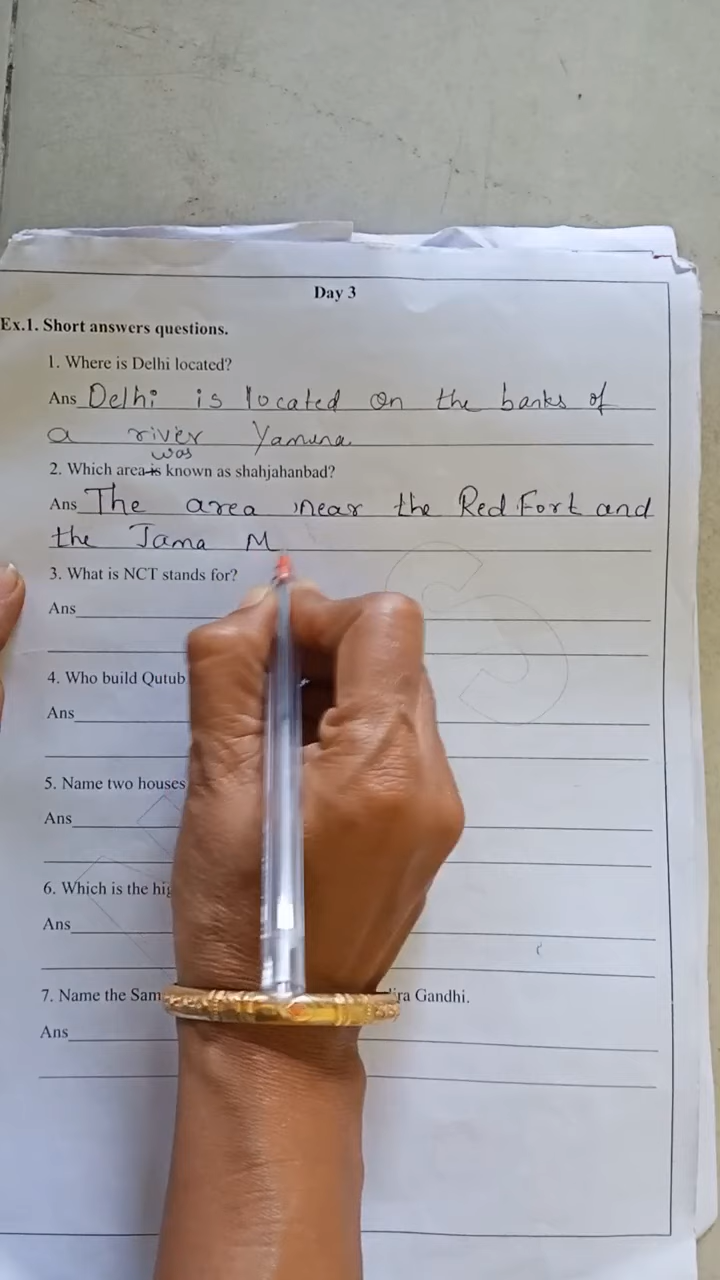 Day 3
Ex.1. Short answers questions.
1. Where is Delhi located?
Ans Delhi is located on the banks of
a river Yamuna.
was
2. Which area is known as shahjahanbad?
Ans The area near the Red Fort and
the Jama M
3. What is NCT stands for?
Ans
4. Who build Qutub
Ans
5. Name two houses
Ans
6. Which is the
Ans
7. Name the Gandhi.
Ans